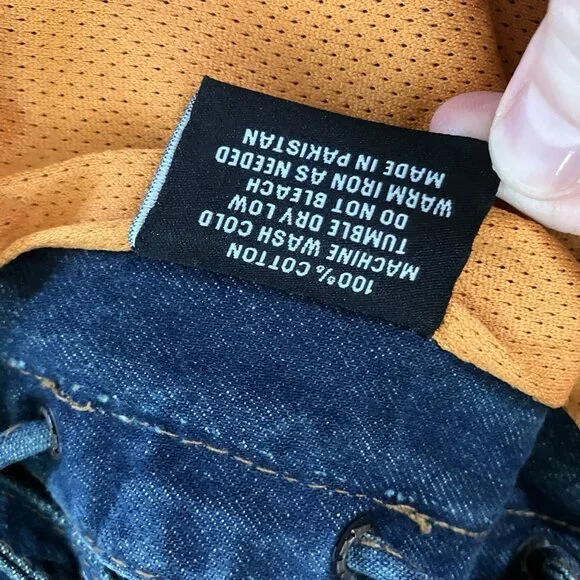 100% COTTON
MACHINE WASH COLD
TUMBLE DRY LOW
DO NOT BLEACH
WARM IRON AS NEEDED
MADE IN PAKISTAN